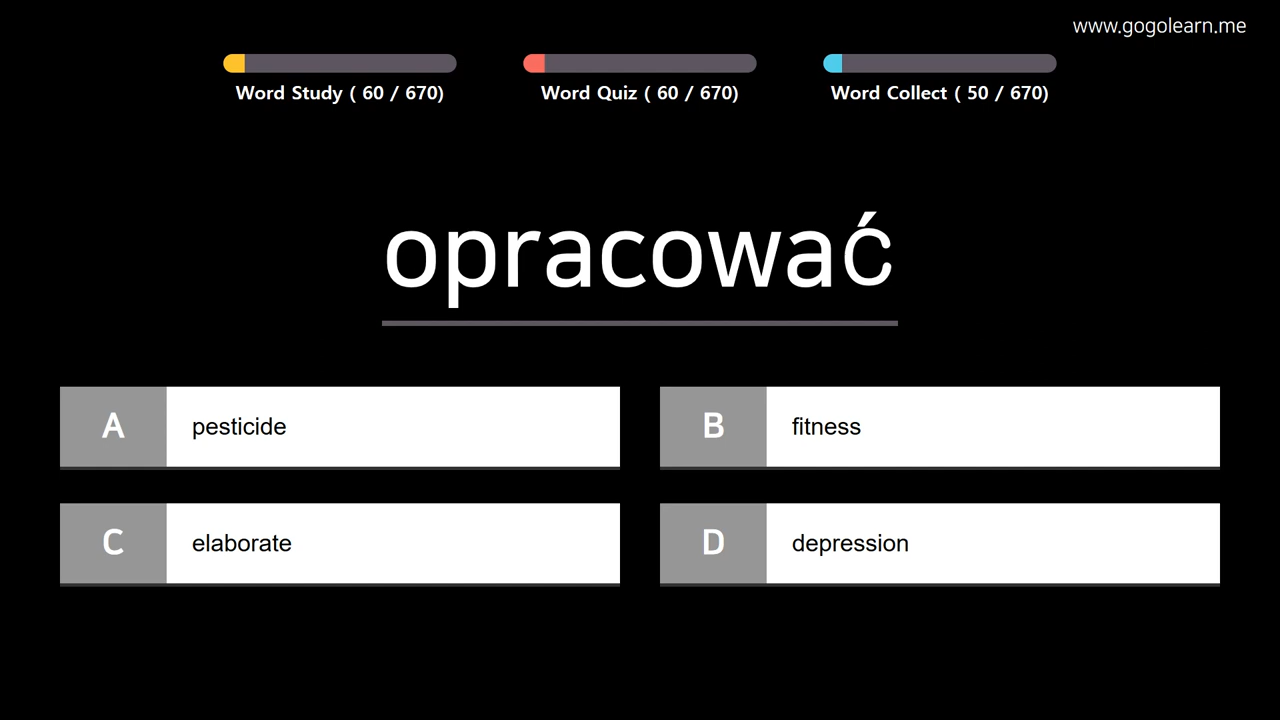 www.gogolearn.me
Word Study ( 60 / 670)
Word Quiz ( 60 / 670)
Word Collect ( 50 / 670)
opracować
A pesticide
B fitness
C elaborate
D depression